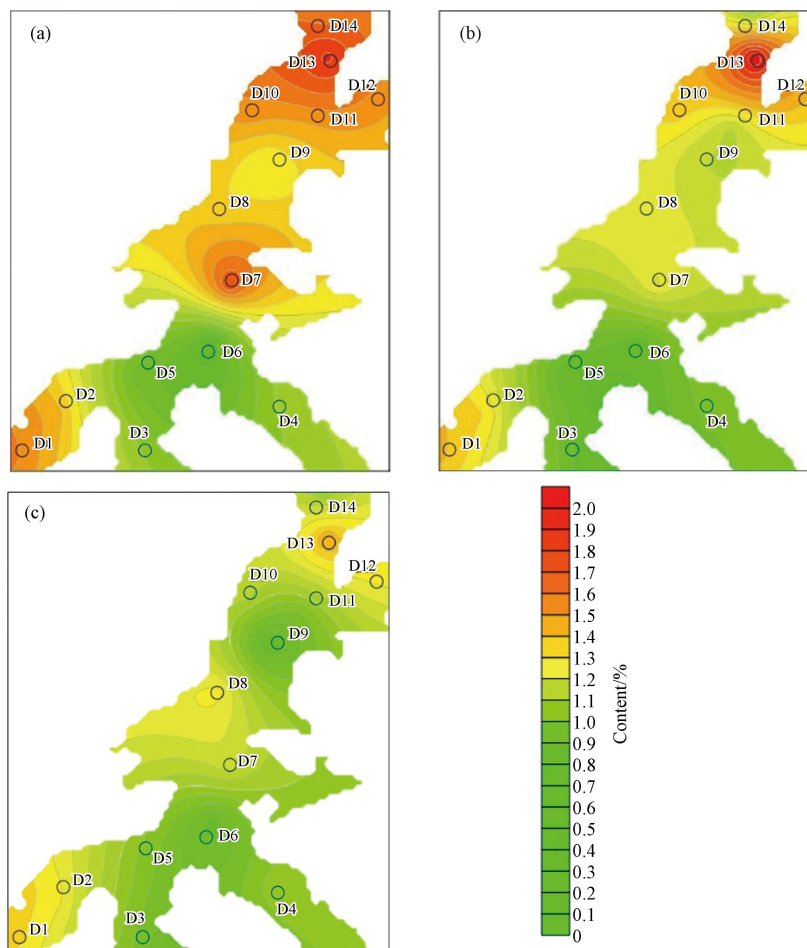 (a)
D14
D13
D12
D10
D11
D9
D8
D7
D6
D5
D2
D4
D1
D3
(b)
D14
D13
D12
D10
D11
D9
D8
D7
D6
D5
D2
D4
D1
D3
(c)
D14
D13
D12
D10
D11
D9
D8
D7
D6
D5
D2
D4
D1
D3
2.0
1.9
1.8
1.7
1.6
1.5
1.4
1.3
1.2
1.1
1.0
0.9
0.8
0.7
0.6
0.5
0.4
0.3
0.2
0.1
0
Content/%